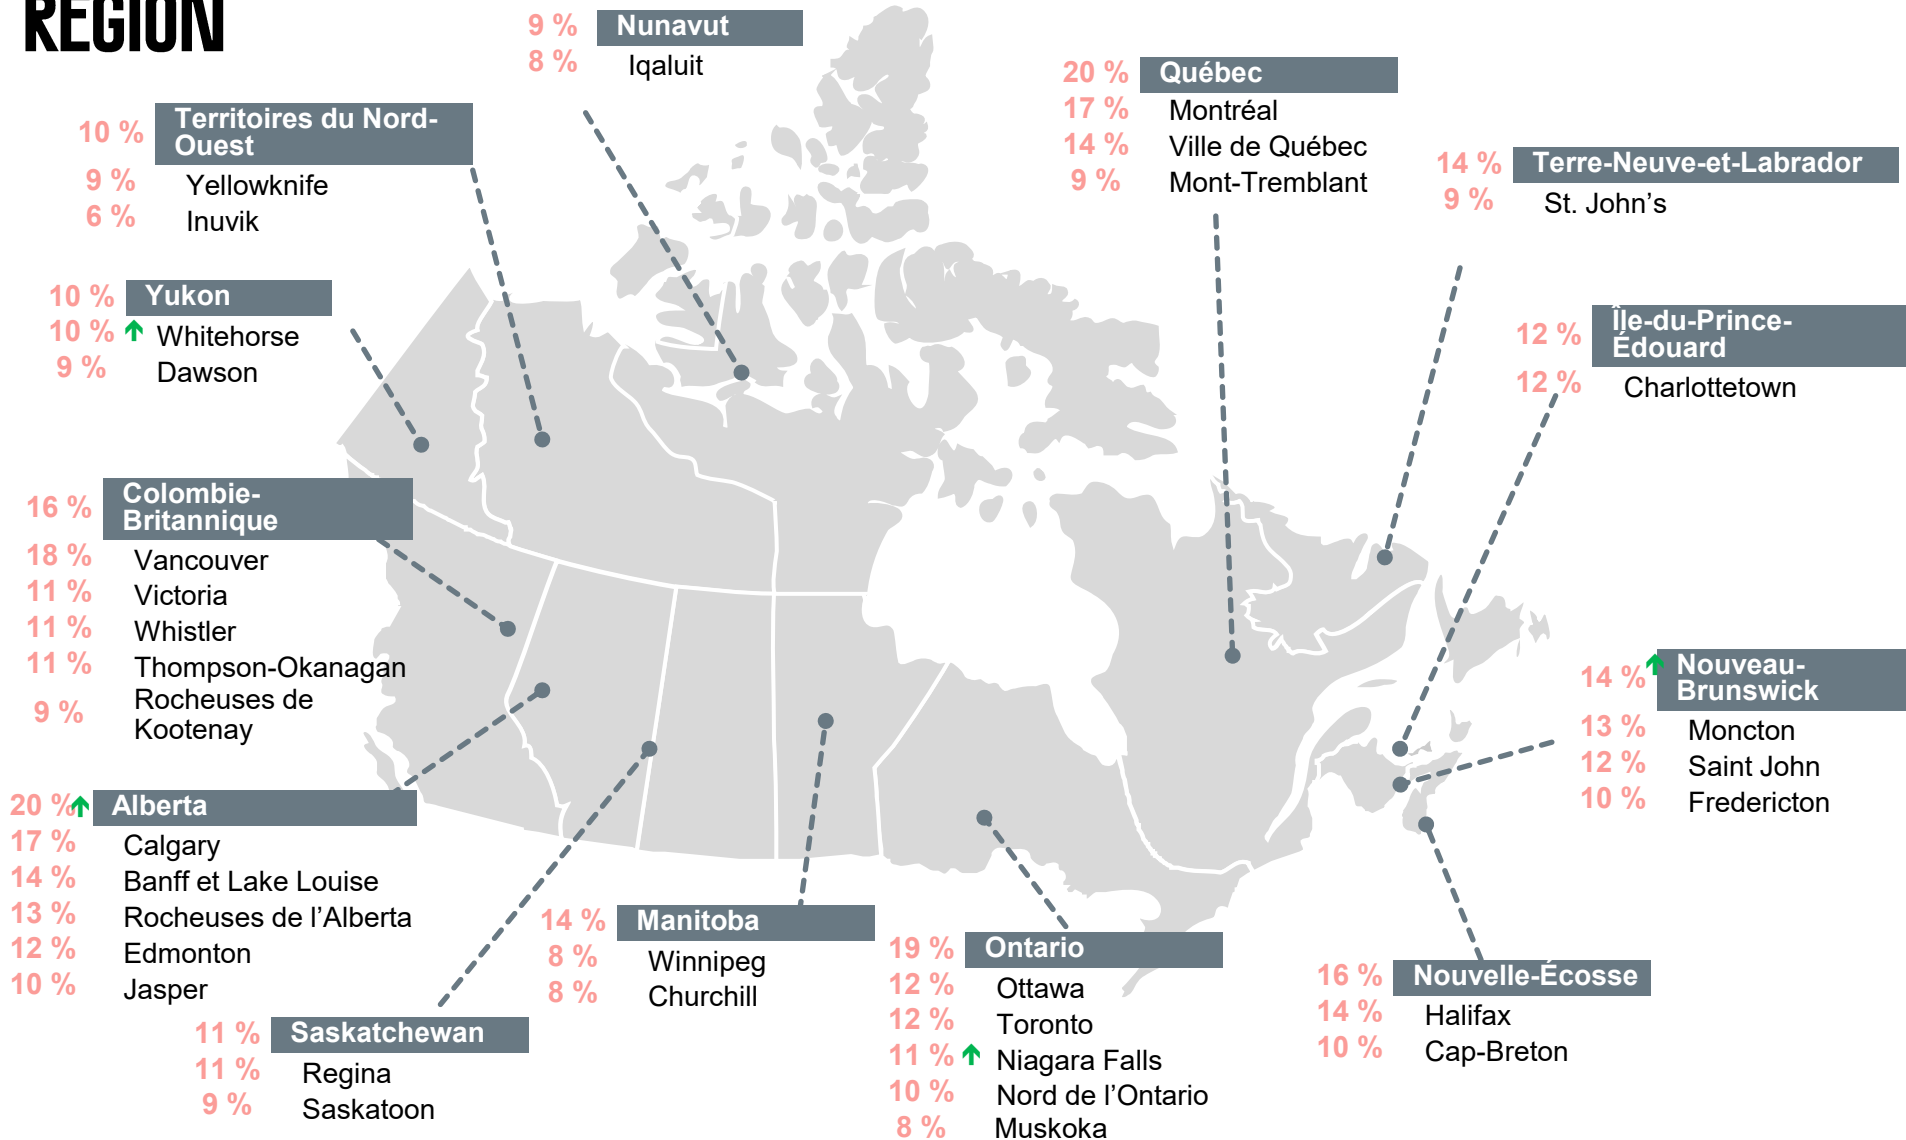 RÉGION
9 % Nunavut
8 % Iqaluit
20 % Québec
17 % Montréal
14 % Ville de Québec
9 % Mont-Tremblant
10 % Territoires du Nord-
Ouest
9 % Yellowknife
6 % Inuvik
14 % Terre-Neuve-et-Labrador
9 % St. John’s
10 % Yukon
10 % Whitehorse
9 % Dawson
12 % Île-du-Prince-
Édouard
12 % Charlottetown
16 % Colombie-
Britannique
18 % Vancouver
11 % Victoria
11 % Whistler
11 % Thompson-Okanagan
9 % Rocheuses de
Kootenay
14 % Nouveau-
Brunswick
13 % Moncton
12 % Saint John
10 % Fredericton
20 % Alberta
17 % Calgary
14 % Banff et Lake Louise
13 % Rocheuses de l’Alberta
12 % Edmonton
10 % Jasper
14 % Manitoba
8 % Winnipeg
8 % Churchill
19 % Ontario
12 % Ottawa
12 % Toronto
11 % Niagara Falls
10 % Nord de l’Ontario
8 % Muskoka
16 % Nouvelle-Écosse
14 % Halifax
10 % Cap-Breton
11 % Saskatchewan
11 % Regina
9 % Saskatoon